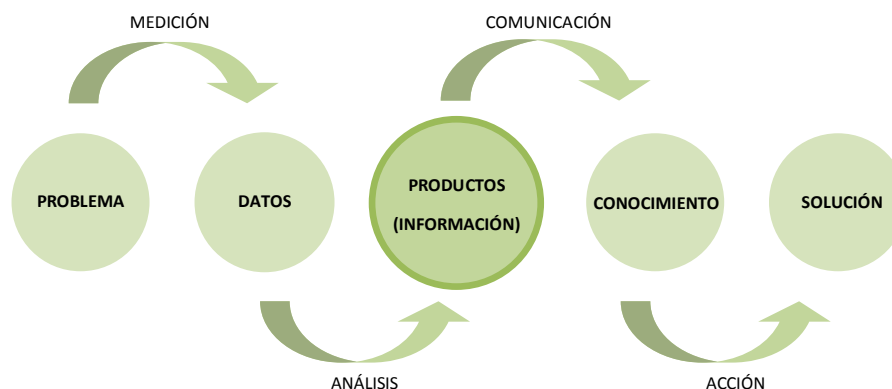 MEDICIÓN
COMUNICACIÓN
PROBLEMA
DATOS
PRODUCTOS
(INFORMACIÓN)
CONOCIMIENTO
SOLUCIÓN
ANÁLISIS
ACCIÓN